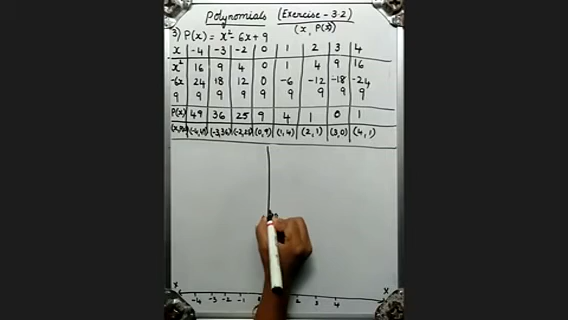 Polynomials (Exercise - 3.2)
3) P(x) = x² - 6x + 9 (x, P(x))
x -4 -3 -2 0 1 2 3 4
x² 16 9 4 0 1 4 9 16
-6x 24 18 12 0 -6 -12 -18 -24
9 9 9 9 9 9 9 9 9
P(x) 49 36 25 9 4 1 0 1
(-4,49) (-3,36) (-2,25) (0,9) (1,4) (2,1) (3,0) (4,1)
x x
-4 -3 -2 -1 2 3 4